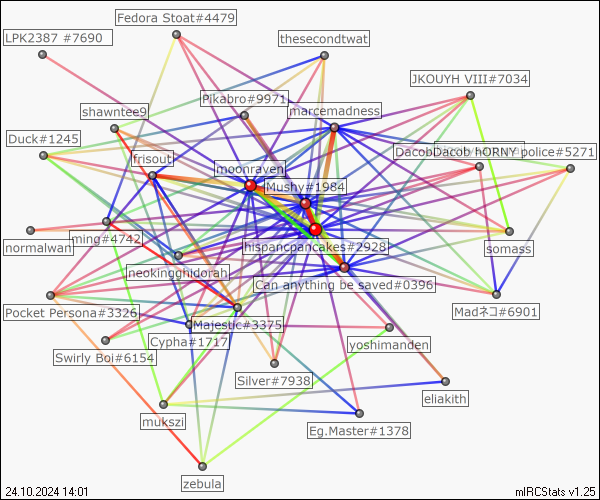 Fedora Stoat#4479
LPK2387 #7690
thesecondtwat
JKOUYH VIII#7034
Pikabro#9971
shawntee9
marcemadness
Duck#1245
DacobDacob hORNY police#5271
frisout
moonraven
iMushy#1984
normalwan
ming#4742
hispancpancakes#2928
somass
neokingghidorah
Can anything be saved#0396
Pocket Persona#3326
Madネコ#6901
Majestic#3375
Cypha#1717
yoshimanden
Swirly Boi#6154
Silver#7938
eliakith
mukszi
Eg.Master#1378
zebula
24.10.2024 14:01
mIRCStats v1.25